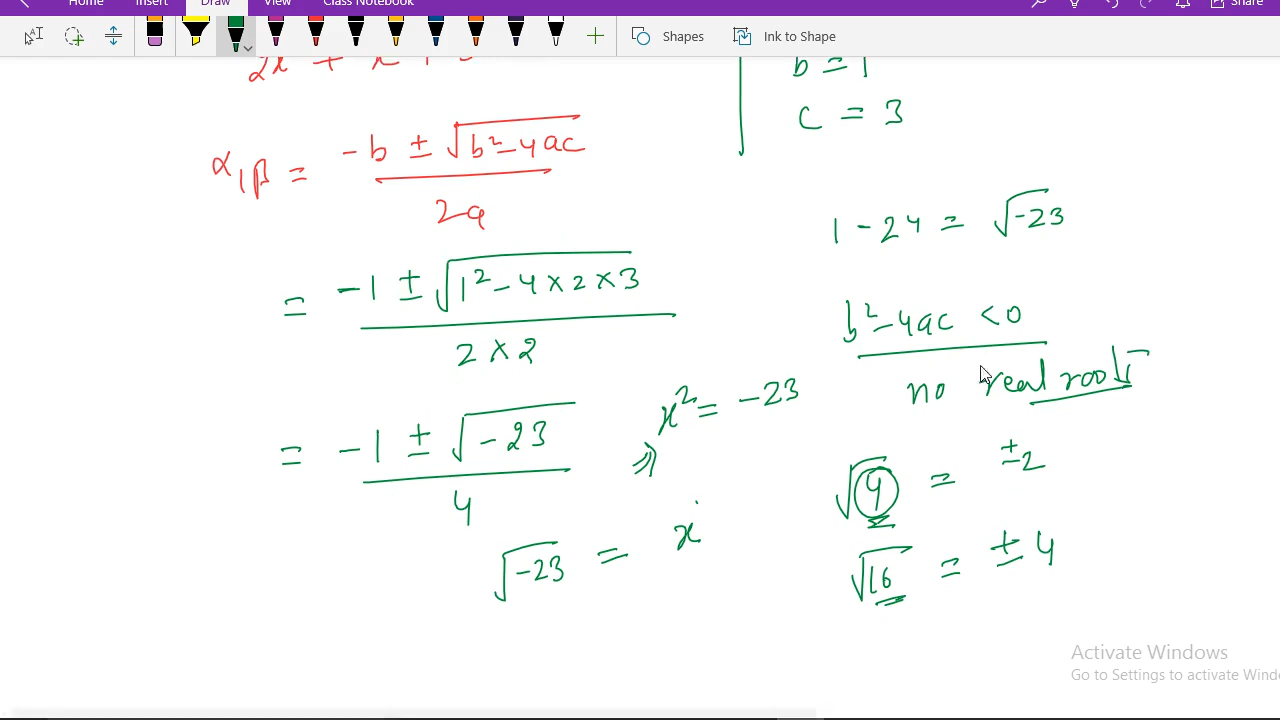 Home Insert Draw View Class Notebook Share
Shapes Ink to Shape
b = 1
c = 3
α, β = -b ± √b² - 4ac
2a
1 - 24 = √-23
= -1 ± √1² - 4 × 2 × 3
2 × 2
b² - 4ac < 0
no real roots
x² = -23
= -1 ± √-23
4
⇒
√4 = ±2
√-23 = x
√16 = ±4
Activate Windows
Go to Settings to activate Wind